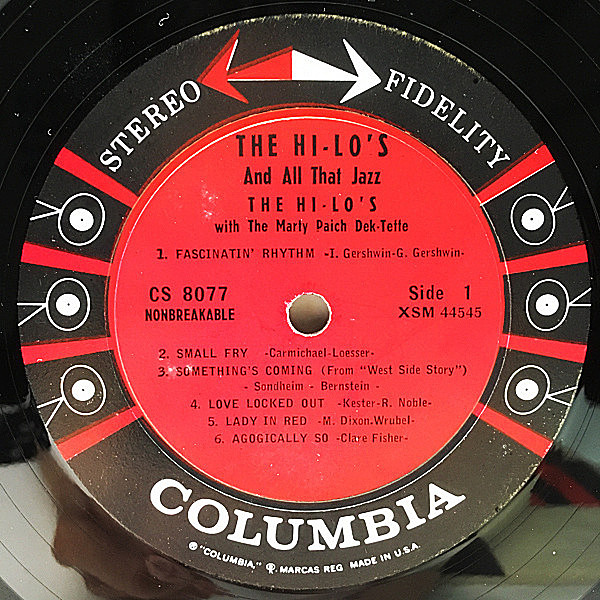 STEREO FIDELITY
THE HI-LO'S
And All That Jazz
THE HI-LO'S
with The Marty Paich Dek-Tette
1. FASCINATIN' RHYTHM -I. Gershwin-G. Gershwin-
CS 8077
NONBREAKABLE
Side 1
XSM 44545
2. SMALL FRY -Carmichael-Loesser-
3. SOMETHING'S COMING (From "West Side Story")
- Sondheim - Bernstein -
4. LOVE LOCKED OUT -Kester-R. Noble-
5. LADY IN RED -M. Dixon-Wrubel-
6. AGOGICALLY SO -Clare Fisher-
COLUMBIA
® "COLUMBIA," Ⓟ. MARCAS REG. MADE IN U.S.A.